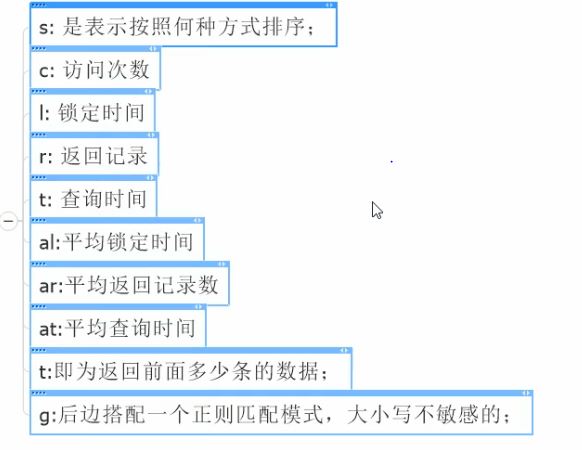 s: 是表示按照何种方式排序；
c: 访问次数
l: 锁定时间
r: 返回记录
t: 查询时间
al:平均锁定时间
ar:平均返回记录数
at:平均查询时间
t:即为返回前面多少条的数据；
g:后边搭配一个正则匹配模式，大小写不敏感的；